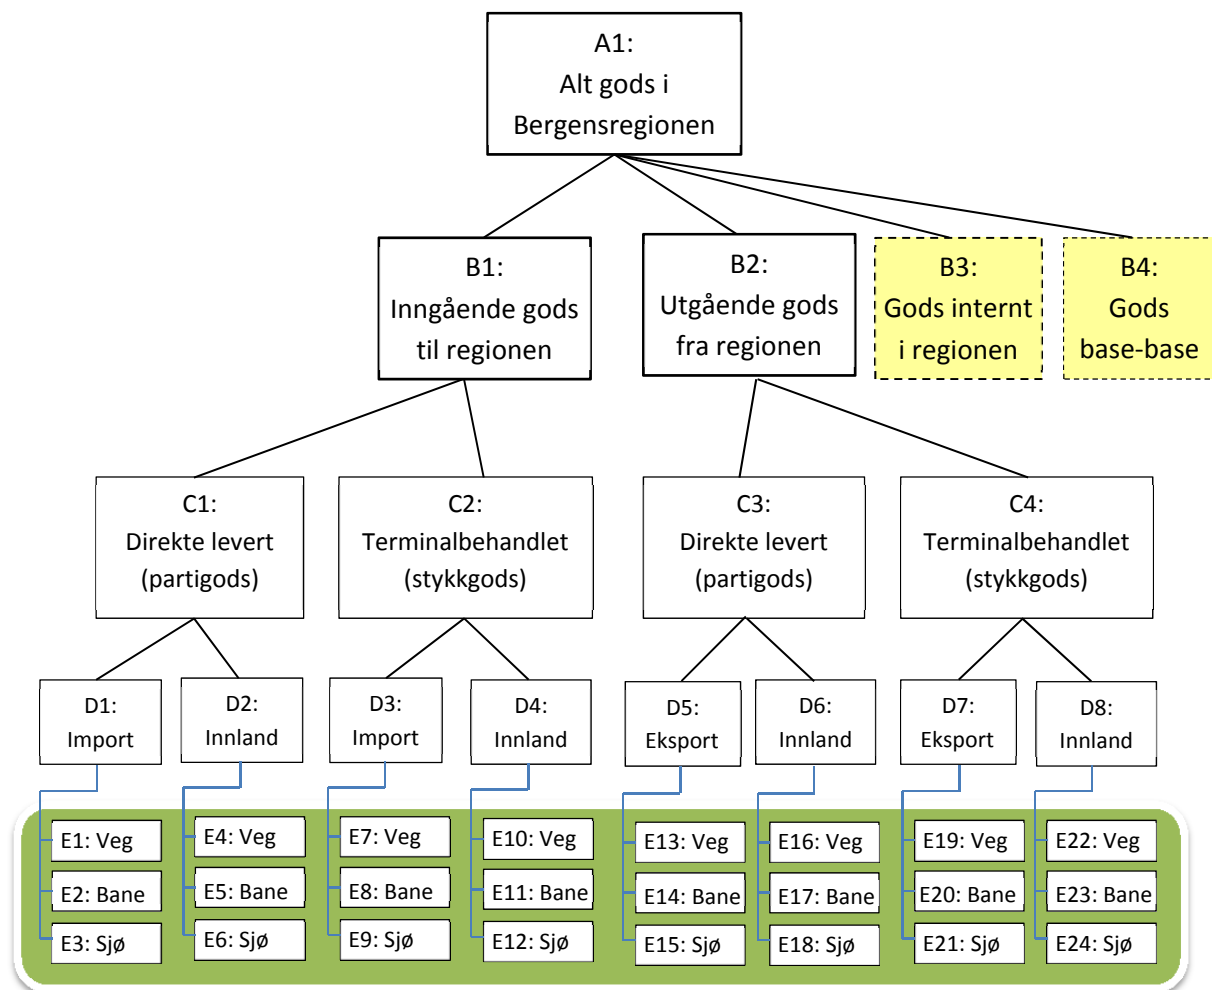 A1:
Alt gods i
Bergensregionen
B1:
Inngående gods
til regionen
B2:
Utgående gods
fra regionen
B3:
Gods internt
i regionen
B4:
Gods
base-base
C1:
Direkte levert
(partigods)
C2:
Terminalbehandlet
(stykkgods)
C3:
Direkte levert
(partigods)
C4:
Terminalbehandlet
(stykkgods)
D1:
Import
D2:
Innland
D3:
Import
D4:
Innland
D5:
Eksport
D6:
Innland
D7:
Eksport
D8:
Innland
E1: Veg
E2: Bane
E3: Sjø
E4: Veg
E5: Bane
E6: Sjø
E7: Veg
E8: Bane
E9: Sjø
E10: Veg
E11: Bane
E12: Sjø
E13: Veg
E14: Bane
E15: Sjø
E16: Veg
E17: Bane
E18: Sjø
E19: Veg
E20: Bane
E21: Sjø
E22: Veg
E23: Bane
E24: Sjø